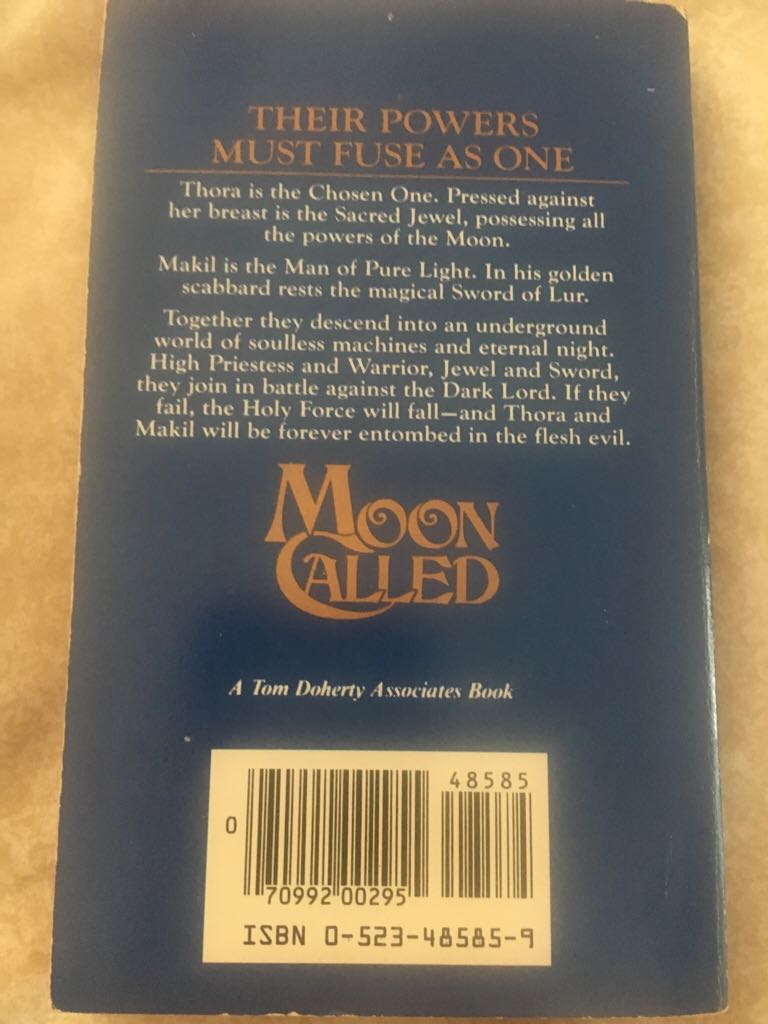 THEIR POWERS
MUST FUSE AS ONE
Thora is the Chosen One. Pressed against
her breast is the Sacred Jewel, possessing all
the powers of the Moon.
Makil is the Man of Pure Light. In his golden
scabbard rests the magical Sword of Lur.
Together they descend into an underground
world of soulless machines and eternal night.
High Priestess and Warrior, Jewel and Sword,
they join in battle against the Dark Lord. If they
fail, the Holy Force will fall—and Thora and
Makil will be forever entombed in the flesh evil.
MOON
CALLED
A Tom Doherty Associates Book
48585
0
70992 00295
ISBN 0-523-48585-9